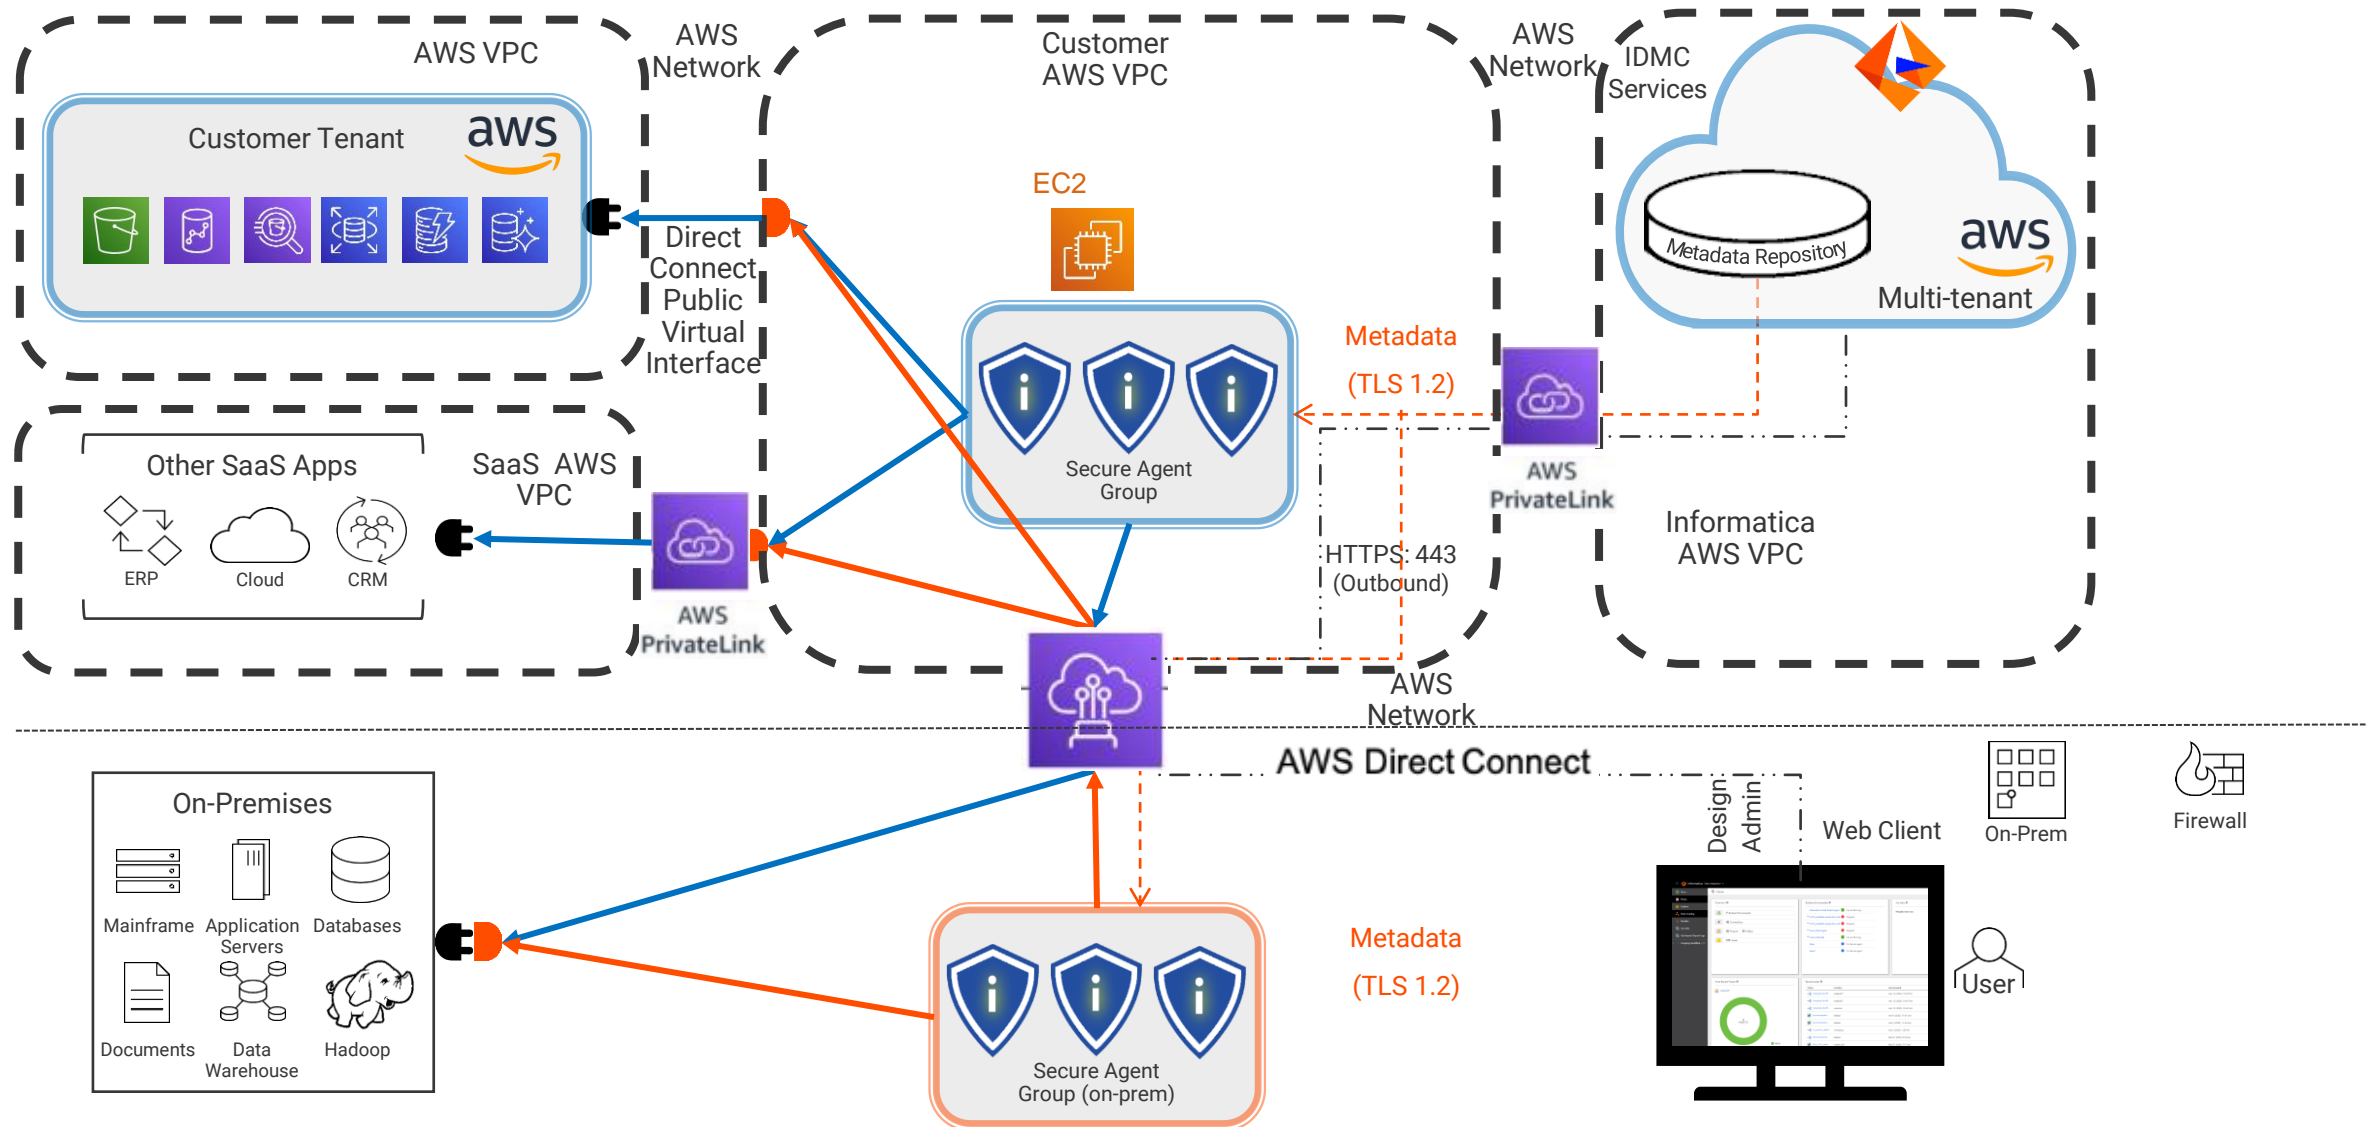 AWS VPC
Customer Tenant
aws
AWS
Network
Direct
Connect
Public
Virtual
Interface
Customer
AWS VPC
EC2
Secure Agent
Group
Metadata
(TLS 1.2)
HTTPS: 443
(Outbound)
AWS
Network
AWS
PrivateLink
IDMC
Services
Metadata Repository
aws
Multi-tenant
Informatica
AWS VPC
Other SaaS Apps
SaaS AWS
VPC
ERP
Cloud
CRM
AWS
PrivateLink
AWS
Network
AWS Direct Connect
On-Premises
Mainframe
Application
Servers
Databases
Documents
Data
Warehouse
Hadoop
Secure Agent
Group (on-prem)
Metadata
(TLS 1.2)
Design
Admin
Web Client
User
On-Prem
Firewall